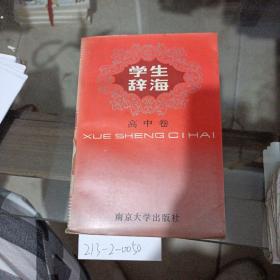 学生
辞海
高中卷
XUE SHENG CI HAI
南京大学出版社
213-2-0050